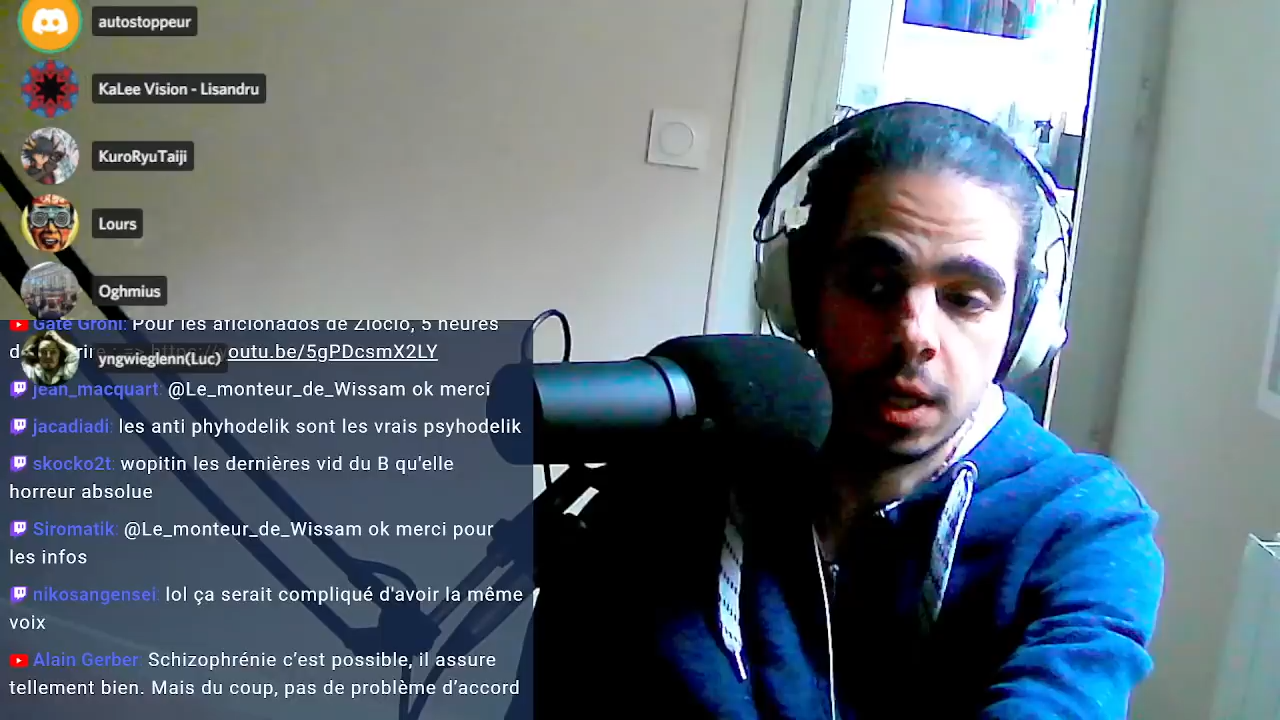 autostoppeur
KaLee Vision - Lisandru
KuroRyuTaiji
Lours
Oghmius
Gate Groni: Pour les aficionados de Zlocio, 5 heures
outu.be/5gPDcsmX2LY
yngwieglenn(Luc)
jean_macquart: @Le_monteur_de_Wissam ok merci
jacadiadi: les anti phyhodelik sont les vrais psyhodelik
skocko2t: wopitin les dernières vid du B qu'elle
horreur absolue
Siromatik: @Le_monteur_de_Wissam ok merci pour
les infos
nikosangensei: lol ça serait compliqué d'avoir la même
voix
Alain Gerber: Schizophrénie c’est possible, il assure
tellement bien. Mais du coup, pas de problème d’accord